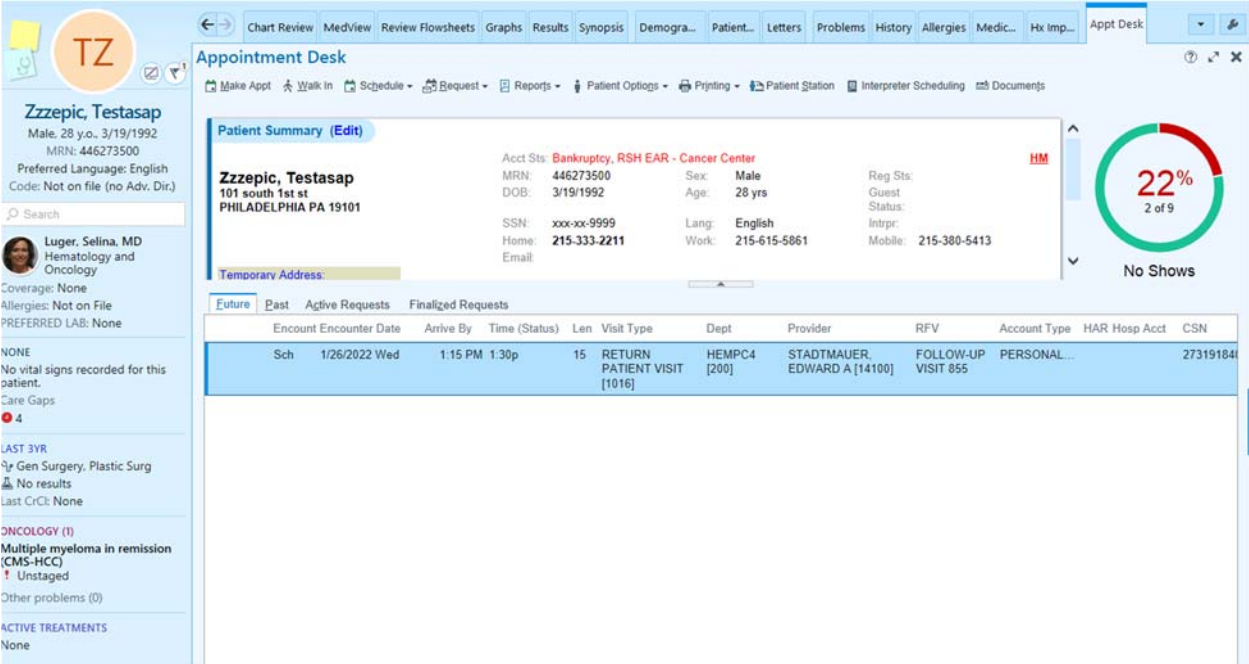 TZ
1
Zzzepic, Testasap
Male, 28 y.o., 3/19/1992
MRN: 446273500
Preferred Language: English
Code: Not on file (no Adv. Dir.)
Search
Luger, Selina, MD
Hematology and
Oncology
Coverage: None
Allergies: Not on File
PREFERRED LAB: None
NONE
No vital signs recorded for this
patient.
Care Gaps
4
LAST 3YR
Gen Surgery, Plastic Surg
No results
Last CrCl: None
ONCOLOGY (1)
Multiple myeloma in remission
(CMS-HCC)
Unstaged
Other problems (0)
ACTIVE TREATMENTS
None
Chart Review MedView Review Flowsheets Graphs Results Synopsis Demogra... Patient... Letters Problems History Allergies Medic... Hx Imp... Appt Desk
Appointment Desk
Make Appt Walk In Schedule Request Reports Patient Options Printing Patient Station Interpreter Scheduling Documents
Patient Summary (Edit)
Acct Sts: Bankruptcy, RSH EAR - Cancer Center HM
Zzzepic, Testasap
101 south 1st st
PHILADELPHIA PA 19101
MRN: 446273500 Sex: Male Reg Sts:
DOB: 3/19/1992 Age: 28 yrs Guest
Status:
SSN: xxx-xx-9999 Lang: English Intrpr:
Home: 215-333-2211 Work: 215-615-5861 Mobile: 215-380-5413
Email:
Temporary Address:
22%
2 of 9
No Shows
Future Past Active Requests Finalized Requests
Encount Encounter Date Arrive By Time (Status) Len Visit Type Dept Provider RFV Account Type HAR Hosp Acct CSN
Sch 1/26/2022 Wed 1:15 PM 1:30p 15 RETURN HEMPC4 STADTMAUER, FOLLOW-UP PERSONAL... 27319184
PATIENT VISIT [200] EDWARD A [14100] VISIT 855
[1016]